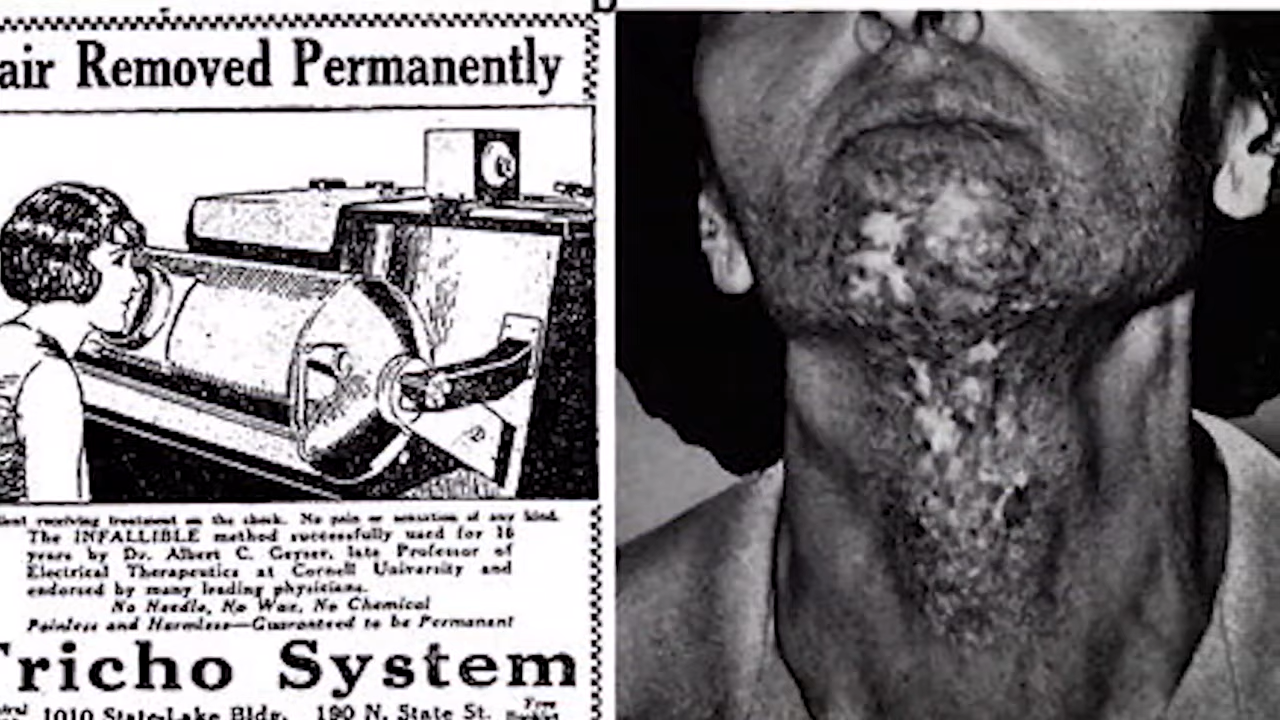 air Removed Permanently
receiving treatment on the cheek. No pain or sensation of any kind.
The INFALLIBLE method successfully used for 16
years by Dr. Albert C. Geyser, late Professor of
Electrical Therapeutics at Cornell University and
endorsed by many leading physicians.
No Needle, No Wax, No Chemical
Painless and Harmless—Guaranteed to be Permanent
Tricho System
1010 State-Lake Bldg. 190 N. State St. Free